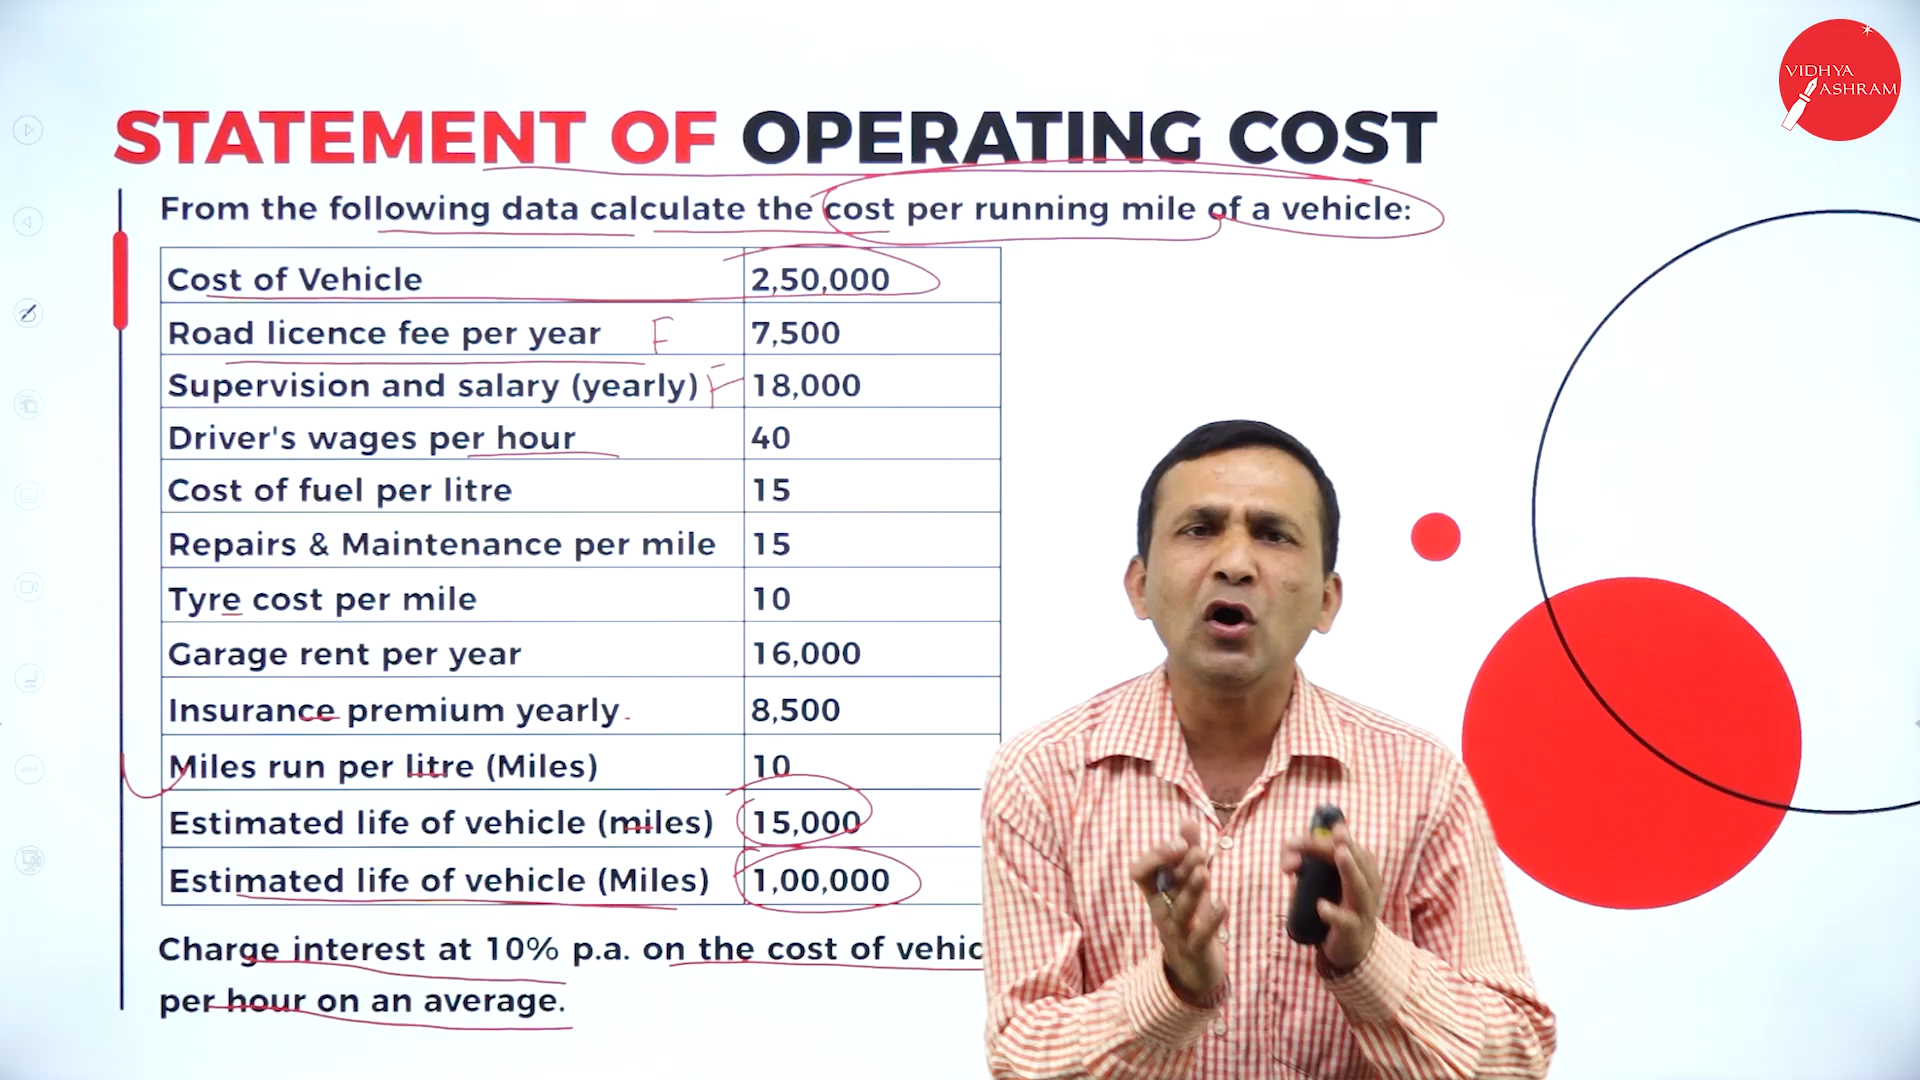 VIDHYA
ASHRAM
STATEMENT OF OPERATING COST
From the following data calculate the cost per running mile of a vehicle:
Cost of Vehicle 2,50,000
Road licence fee per year F 7,500
Supervision and salary (yearly) F 18,000
Driver's wages per hour 40
Cost of fuel per litre 15
Repairs & Maintenance per mile 15
Tyre cost per mile 10
Garage rent per year 16,000
Insurance premium yearly 8,500
Miles run per litre (Miles) 10
Estimated life of vehicle (miles) 15,000
Estimated life of vehicle (Miles) 1,00,000
Charge interest at 10% p.a. on the cost of vehic
per hour on an average.